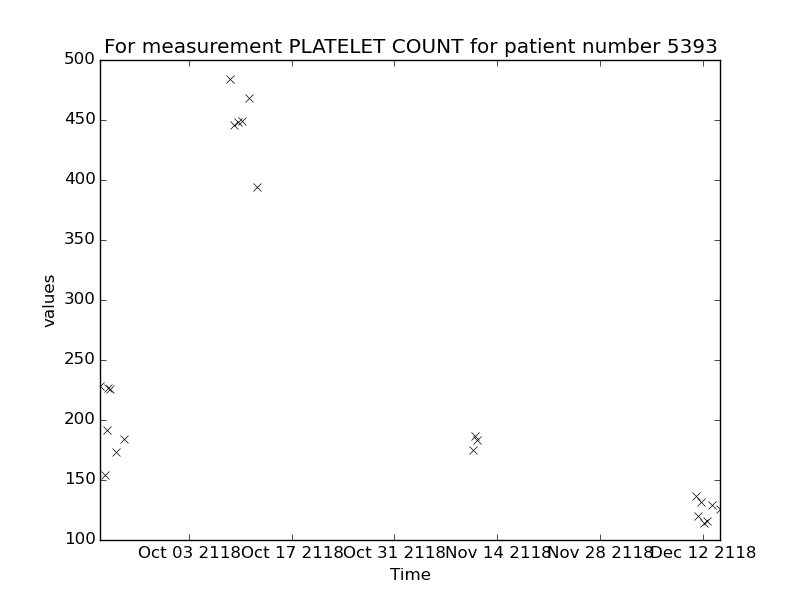 For measurement PLATELET COUNT for patient number 5393
500
450
400
350
300
250
200
150
100
values
Oct 03 2118 Oct 17 2118 Oct 31 2118 Nov 14 2118 Nov 28 2118 Dec 12 2118
Time